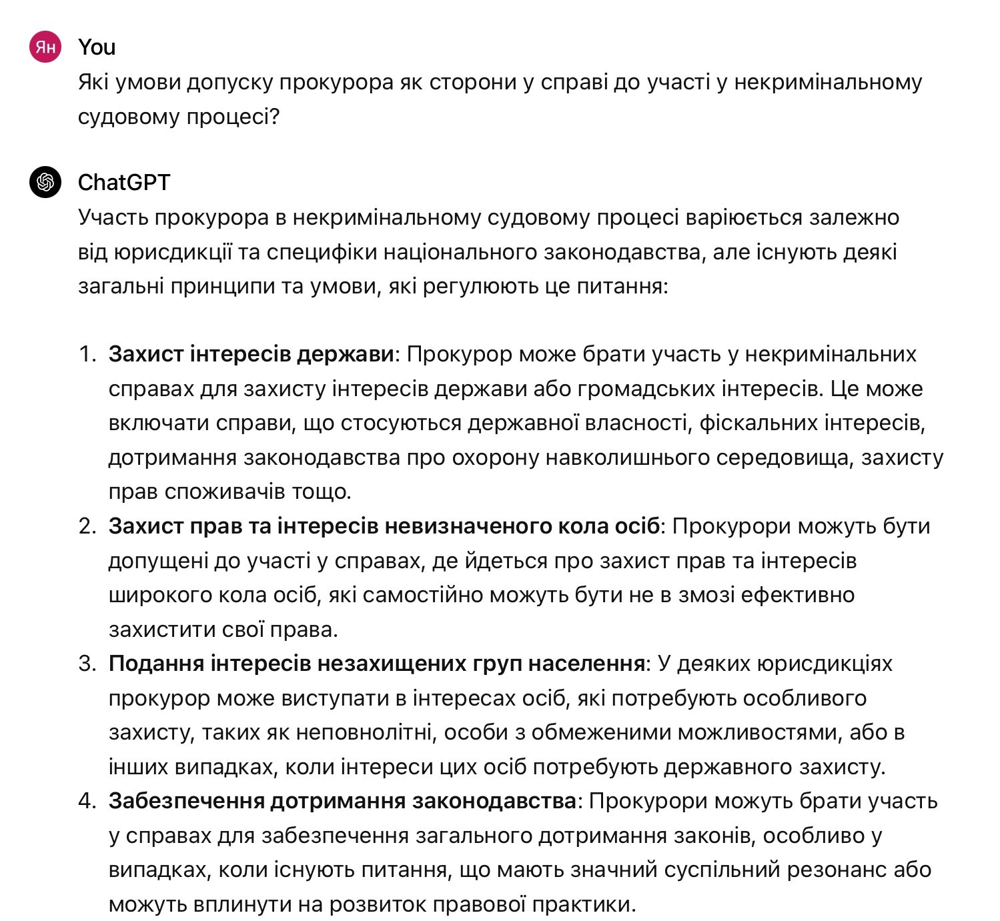 Ян You
Які умови допуску прокурора як сторони у справі до участі у некримінальному
судовому процесі?
ChatGPT
Участь прокурора в некримінальному судовому процесі варіюється залежно
від юрисдикції та специфіки національного законодавства, але існують деякі
загальні принципи та умови, які регулюють це питання:
1. Захист інтересів держави: Прокурор може брати участь у некримінальних
справах для захисту інтересів держави або громадських інтересів. Це може
включати справи, що стосуються державної власності, фіскальних інтересів,
дотримання законодавства про охорону навколишнього середовища, захисту
прав споживачів тощо.
2. Захист прав та інтересів невизначеного кола осіб: Прокурори можуть бути
допущені до участі у справах, де йдеться про захист прав та інтересів
широкого кола осіб, які самостійно можуть бути не в змозі ефективно
захистити свої права.
3. Подання інтересів незахищених груп населення: У деяких юрисдикціях
прокурор може виступати в інтересах осіб, які потребують особливого
захисту, таких як неповнолітні, особи з обмеженими можливостями, або в
інших випадках, коли інтереси цих осіб потребують державного захисту.
4. Забезпечення дотримання законодавства: Прокурори можуть брати участь
у справах для забезпечення загального дотримання законів, особливо у
випадках, коли існують питання, що мають значний суспільний резонанс або
можуть вплинути на розвиток правової практики.